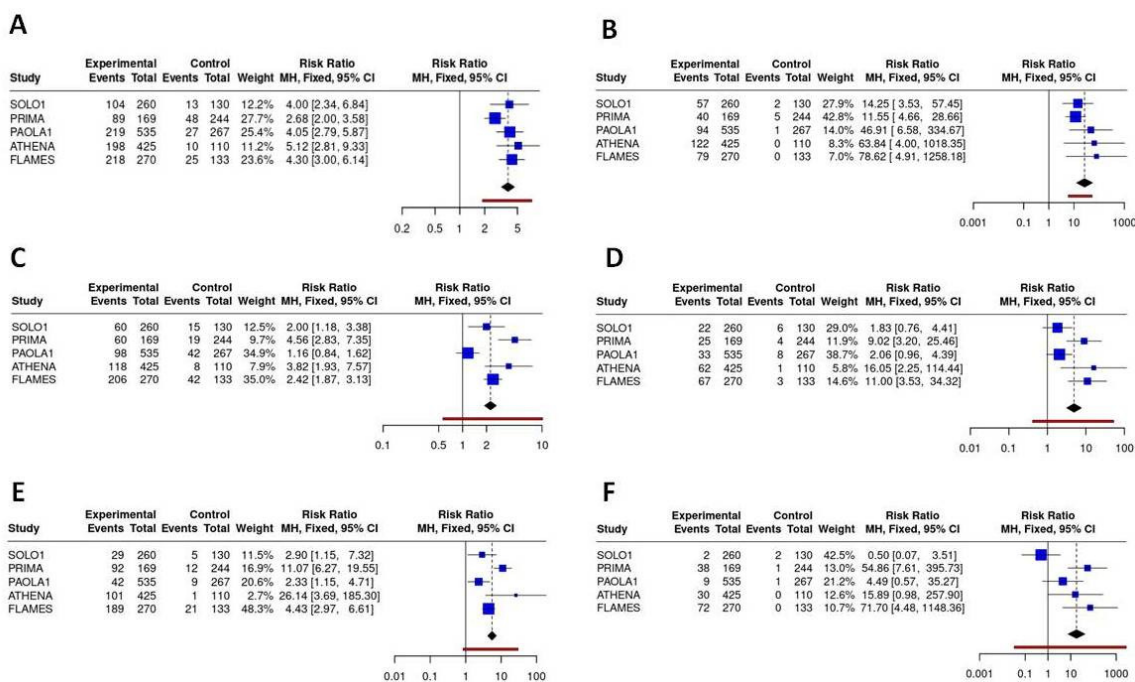 A
Experimental Control Risk Ratio Risk Ratio
Study Events Total Events Total Weight MH, Fixed, 95% CI MH, Fixed, 95% CI
SOLO1 104 260 13 130 12.2% 4.00 [2.34, 6.84]
PRIMA 89 169 48 244 27.7% 2.68 [2.00, 3.58]
PAOLA1 219 535 27 267 25.4% 4.05 [2.79, 5.87]
ATHENA 198 425 10 110 11.2% 5.12 [2.81, 9.33]
FLAMES 218 270 25 133 23.6% 4.30 [3.00, 6.14]
0.2 0.5 1 2 5
B
Experimental Control Risk Ratio Risk Ratio
Study Events Total Events Total Weight MH, Fixed, 95% CI MH, Fixed, 95% CI
SOLO1 57 260 2 130 27.9% 14.25 [ 3.53, 57.45]
PRIMA 40 169 5 244 42.8% 11.55 [ 4.66, 28.66]
PAOLA1 94 535 1 267 14.0% 46.91 [ 6.58, 334.67]
ATHENA 122 425 0 110 8.3% 63.84 [ 4.00, 1018.35]
FLAMES 79 270 0 133 7.0% 78.62 [ 4.91, 1258.18]
0.001 0.1 1 10 1000
C
Experimental Control Risk Ratio Risk Ratio
Study Events Total Events Total Weight MH, Fixed, 95% CI MH, Fixed, 95% CI
SOLO1 60 260 15 130 12.5% 2.00 [1.18, 3.38]
PRIMA 60 169 19 244 9.7% 4.56 [2.83, 7.35]
PAOLA1 98 535 42 267 34.9% 1.16 [0.84, 1.62]
ATHENA 118 425 8 110 7.9% 3.82 [1.93, 7.57]
FLAMES 206 270 42 133 35.0% 2.42 [1.87, 3.13]
0.1 0.5 1 2 10
D
Experimental Control Risk Ratio Risk Ratio
Study Events Total Events Total Weight MH, Fixed, 95% CI MH, Fixed, 95% CI
SOLO1 22 260 6 130 29.0% 1.83 [0.76, 4.41]
PRIMA 25 169 4 244 11.9% 9.02 [3.20, 25.46]
PAOLA1 33 535 8 267 38.7% 2.06 [0.96, 4.39]
ATHENA 62 425 1 110 5.8% 16.05 [2.25, 114.44]
FLAMES 67 270 3 133 14.6% 11.00 [3.53, 34.32]
0.01 0.1 1 10 100
E
Experimental Control Risk Ratio Risk Ratio
Study Events Total Events Total Weight MH, Fixed, 95% CI MH, Fixed, 95% CI
SOLO1 29 260 5 130 11.5% 2.90 [1.15, 7.32]
PRIMA 92 169 12 244 16.9% 11.07 [6.27, 19.55]
PAOLA1 42 535 9 267 20.6% 2.33 [1.15, 4.71]
ATHENA 101 425 1 110 2.7% 26.14 [3.69, 185.30]
FLAMES 189 270 21 133 48.3% 4.43 [2.97, 6.61]
0.01 0.1 1 10 100
F
Experimental Control Risk Ratio Risk Ratio
Study Events Total Events Total Weight MH, Fixed, 95% CI MH, Fixed, 95% CI
SOLO1 2 260 2 130 42.5% 0.50 [0.07, 3.51]
PRIMA 38 169 1 244 13.0% 54.86 [7.61, 395.73]
PAOLA1 9 535 1 267 21.2% 4.49 [0.57, 35.27]
ATHENA 30 425 0 110 12.6% 15.89 [0.98, 257.90]
FLAMES 72 270 0 133 10.7% 71.70 [4.48, 1148.36]
0.001 0.1 1 10 1000